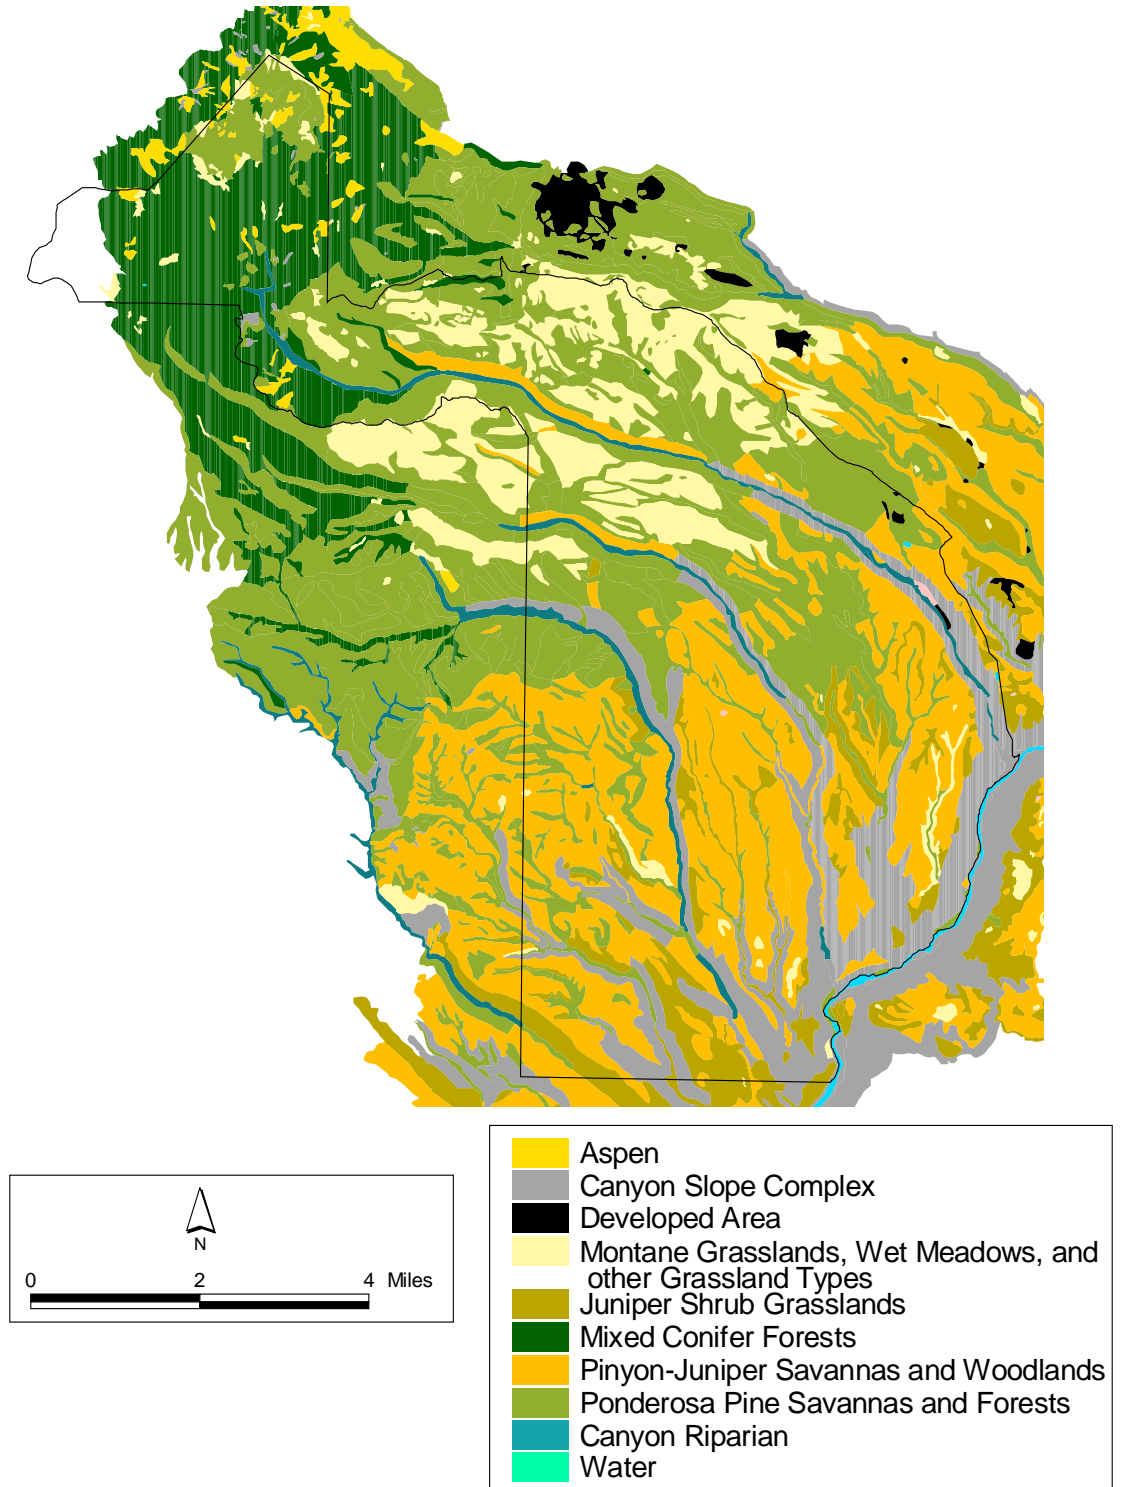 N
0 2 4 Miles
Aspen
Canyon Slope Complex
Developed Area
Montane Grasslands, Wet Meadows, and
other Grassland Types
Juniper Shrub Grasslands
Mixed Conifer Forests
Pinyon-Juniper Savannas and Woodlands
Ponderosa Pine Savannas and Forests
Canyon Riparian
Water